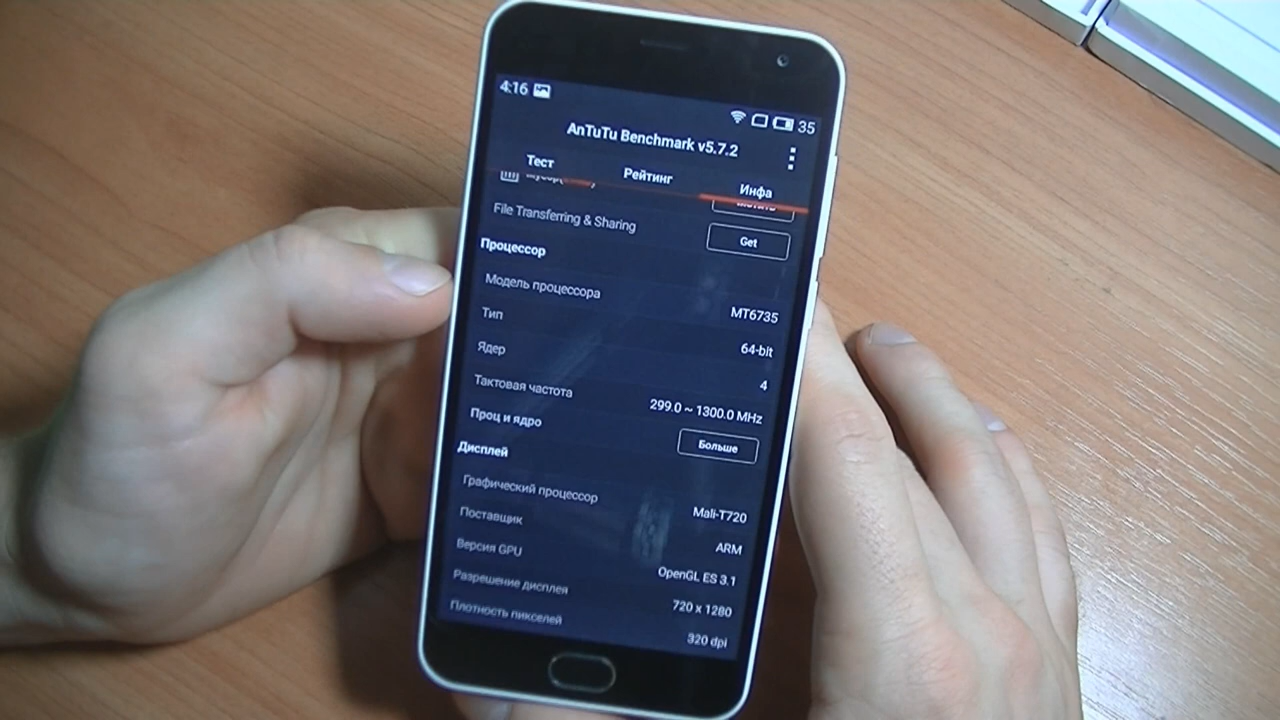 4:16 35
AnTuTu Benchmark v5.7.2
Тест Рейтинг Инфа
File Transferring & Sharing Get
Процессор
Модель процессора MT6735
Тип 64-bit
Ядер 4
Тактовая частота 299.0 ~ 1300.0 MHz
Проц и ядро Больше
Дисплей
Графический процессор Mali-T720
Поставщик ARM
Версия GPU OpenGL ES 3.1
Разрешение дисплея 720 x 1280
Плотность пикселей 320 dpi